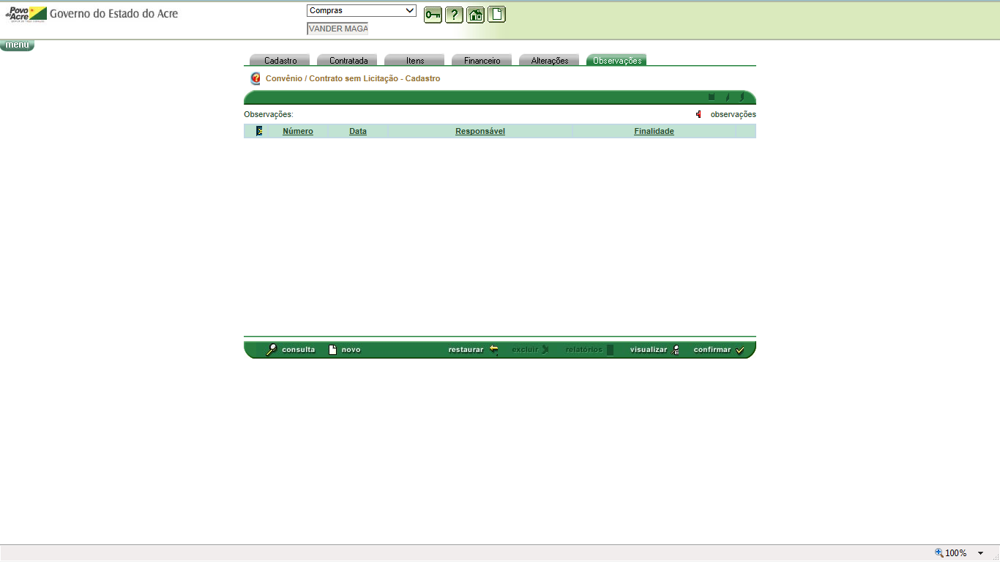 Povo do Acre Governo do Estado do Acre
Compras
VANDER MAGA
menu
Cadastro Contratada Itens Financeiro Alterações Observações
Convênio / Contrato sem Licitação - Cadastro
Observações: observações
Número Data Responsável Finalidade
consulta novo restaurar excluir relatórios visualizar confirmar
100%